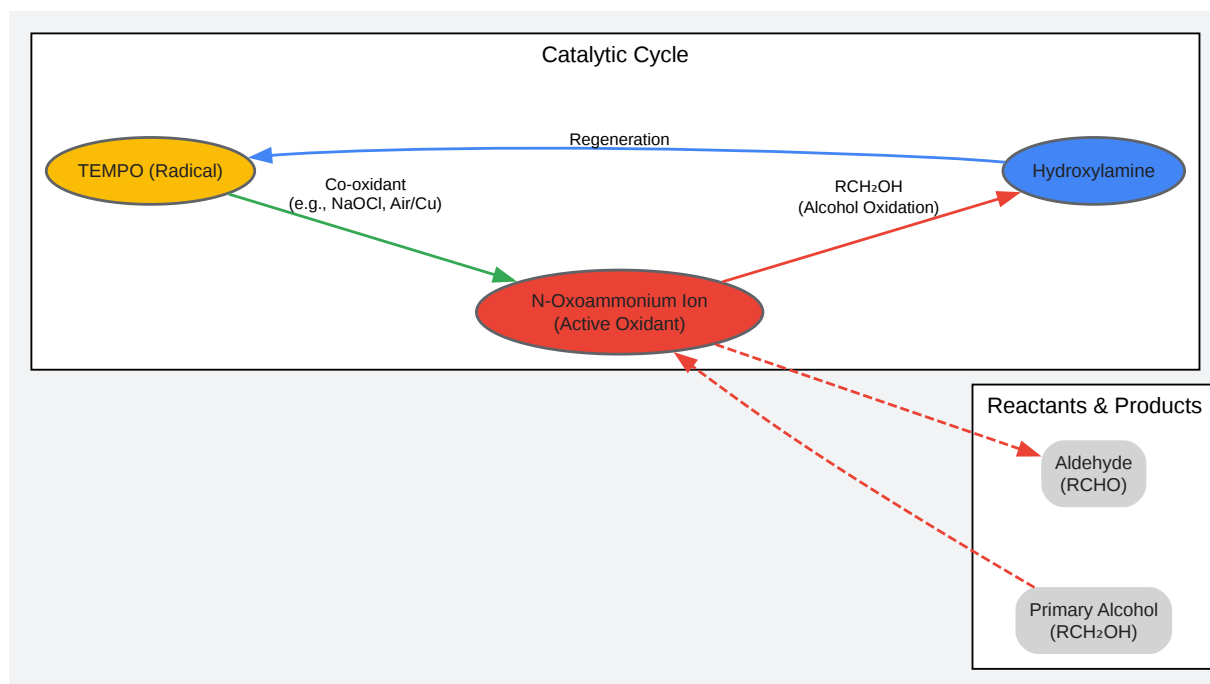 Catalytic Cycle
Regeneration
TEMPO (Radical)
Hydroxylamine
Co-oxidant
(e.g., NaOCl, Air/Cu)
RCH₂OH
(Alcohol Oxidation)
N-Oxoammonium Ion
(Active Oxidant)
Reactants & Products
Aldehyde
(RCHO)
Primary Alcohol
(RCH₂OH)